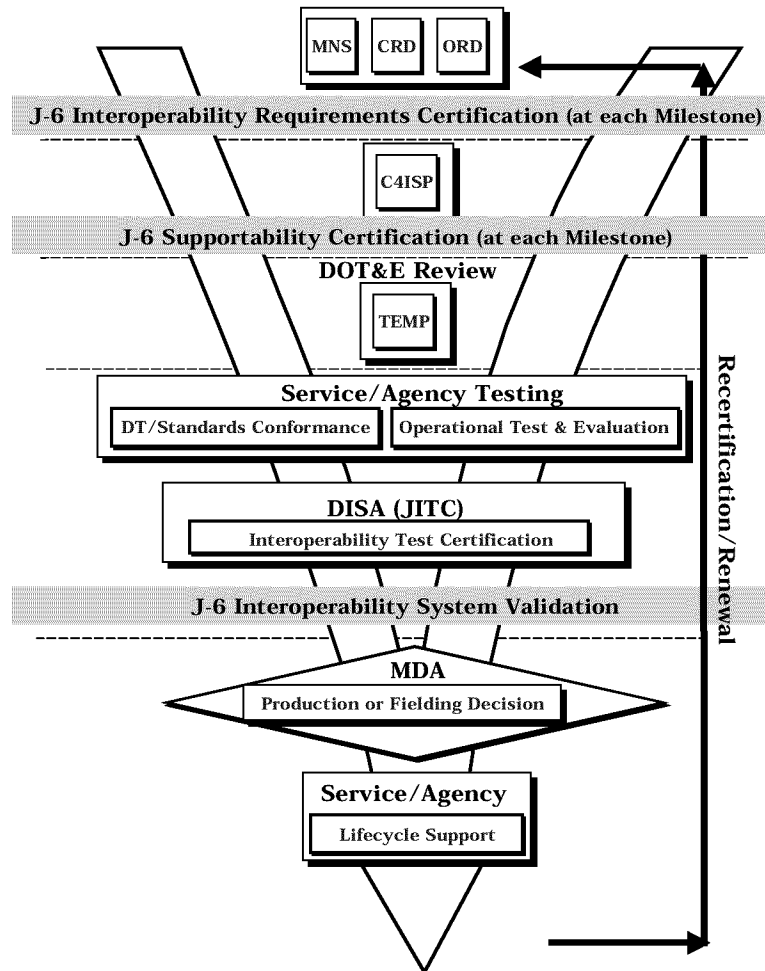 MNS CRD ORD
J-6 Interoperability Requirements Certification (at each Milestone)
C4ISP
J-6 Supportability Certification (at each Milestone)
DOT&E Review
TEMP
Service/Agency Testing
DT/Standards Conformance Operational Test & Evaluation
DISA (JITC)
Interoperability Test Certification
J-6 Interoperability System Validation
MDA
Production or Fielding Decision
Service/Agency
Lifecycle Support
Recertification/Renewal